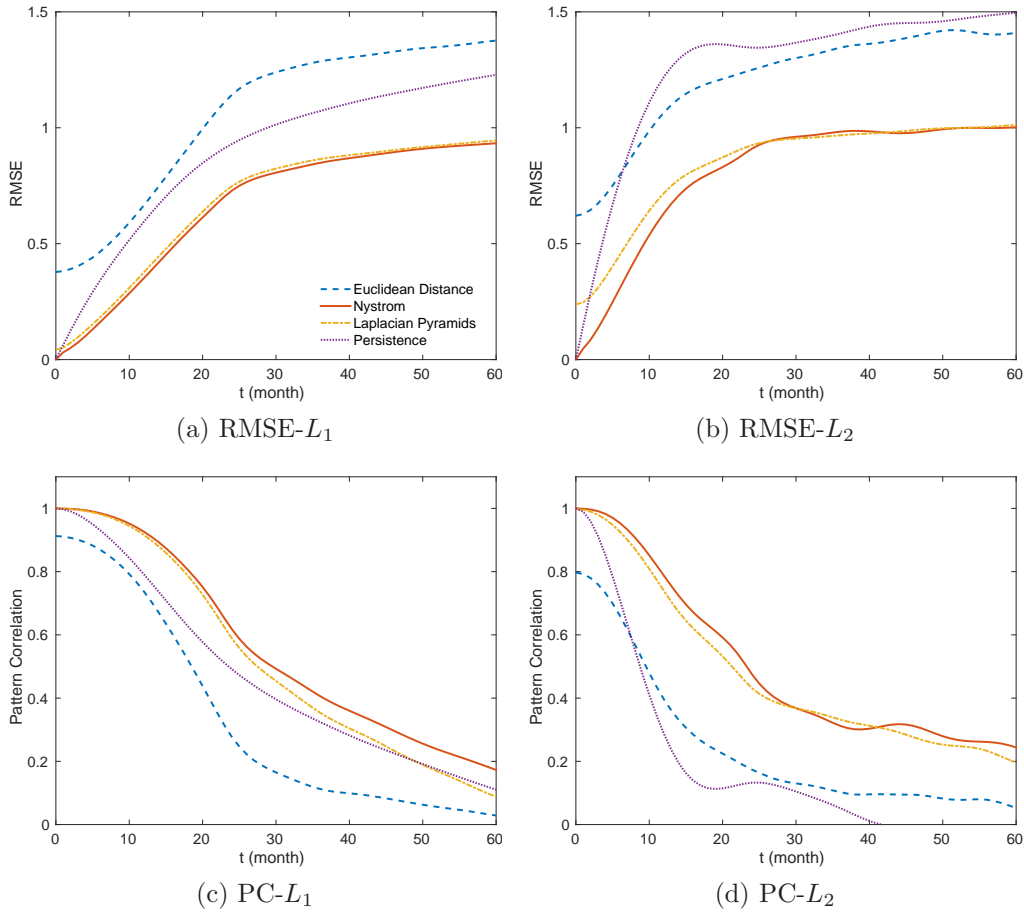 1.5
1
0.5
0
RMSE
0 10 20 30 40 50 60
t (month)
Euclidean Distance
Nystrom
Laplacian Pyramids
Persistence
(a) RMSE-L₁
1.5
1
0.5
0
RMSE
0 10 20 30 40 50 60
t (month)
(b) RMSE-L₂
1
0.8
0.6
0.4
0.2
0
Pattern Correlation
0 10 20 30 40 50 60
t (month)
(c) PC-L₁
1
0.8
0.6
0.4
0.2
0
Pattern Correlation
0 10 20 30 40 50 60
t (month)
(d) PC-L₂